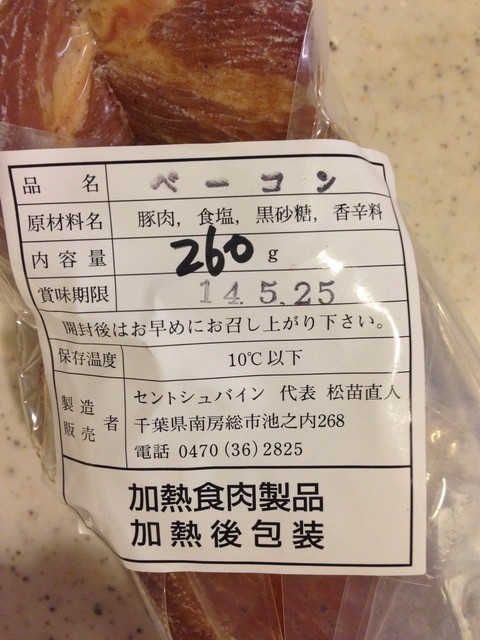 品名 ベーコン
原材料名 豚肉，食塩，黒砂糖，香辛料
内容量 260 g
賞味期限 14.5.25
開封後はお早めにお召し上がり下さい。
保存温度 10℃以下
製造販売者 セントシュバイン 代表 松苗直人
千葉県南房総市池之内268
電話 0470(36)2825
加熱食肉製品
加熱後包装